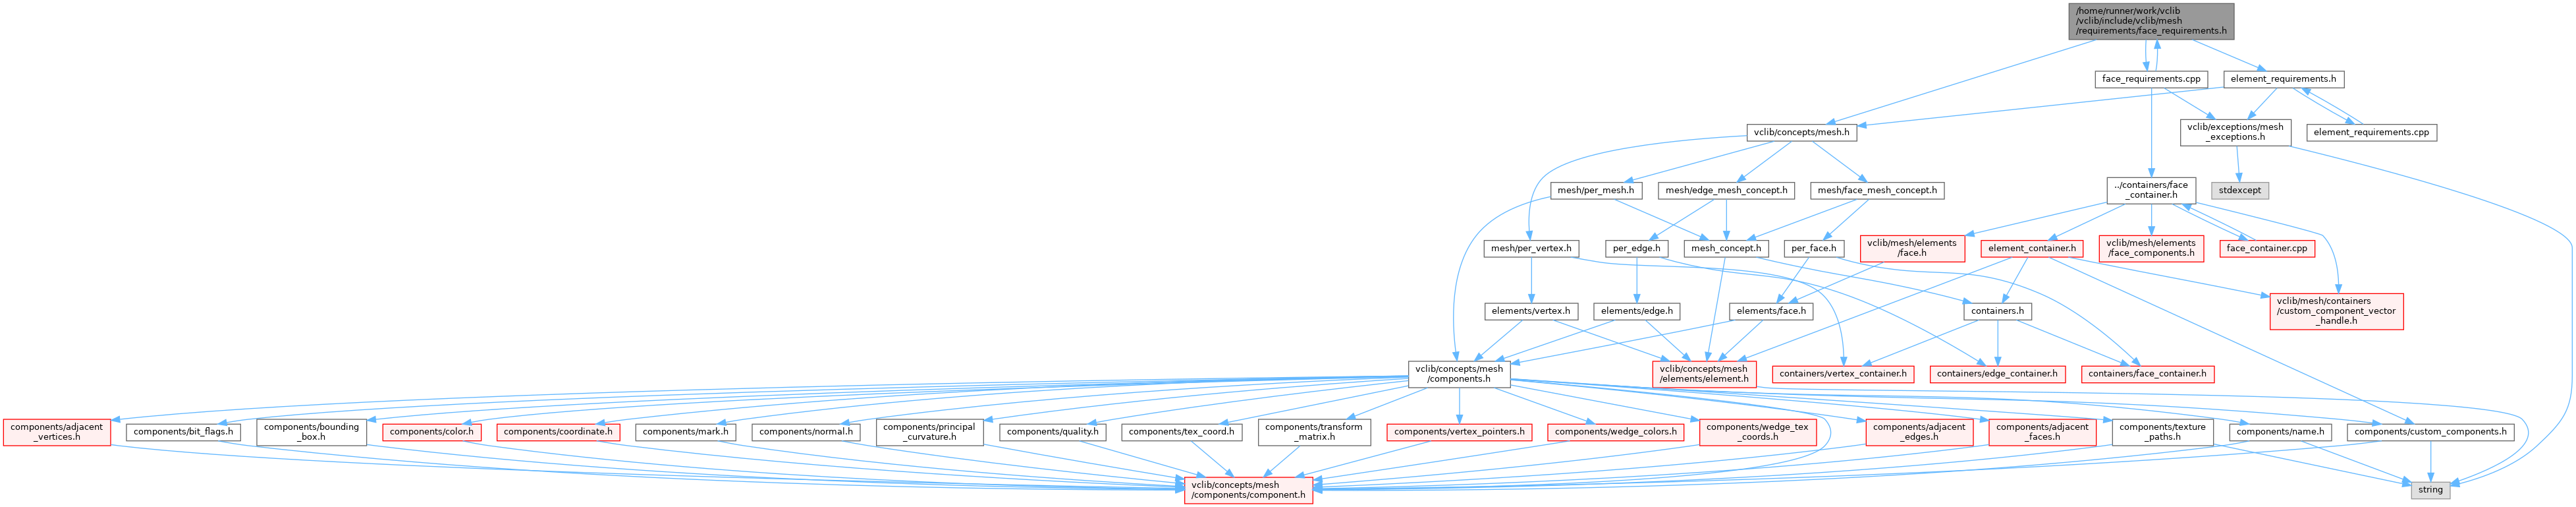 /home/runner/work/vclib
/vclib/include/vclib/mesh
/requirements/face_requirements.h
face_requirements.cpp
element_requirements.h
vclib/concepts/mesh.h
vclib/exceptions/mesh
_exceptions.h
element_requirements.cpp
mesh/per_mesh.h
mesh/edge_mesh_concept.h
mesh/face_mesh_concept.h
../containers/face
_container.h
stdexcept
mesh/per_vertex.h
per_edge.h
mesh_concept.h
per_face.h
vclib/mesh/elements
/face.h
element_container.h
vclib/mesh/elements
/face_components.h
face_container.cpp
elements/vertex.h
elements/edge.h
elements/face.h
containers.h
vclib/mesh/containers
/custom_component_vector
_handle.h
vclib/concepts/mesh
/components.h
vclib/concepts/mesh
/elements/element.h
containers/vertex_container.h
containers/edge_container.h
containers/face_container.h
components/adjacent
_vertices.h
components/bit_flags.h
components/bounding
_box.h
components/color.h
components/coordinate.h
components/mark.h
components/normal.h
components/principal
_curvature.h
components/quality.h
components/tex_coord.h
components/transform
_matrix.h
components/vertex_pointers.h
components/wedge_colors.h
components/wedge_tex
_coords.h
components/adjacent
_edges.h
components/adjacent
_faces.h
components/texture
_paths.h
components/name.h
components/custom_components.h
vclib/concepts/mesh
/components/component.h
string